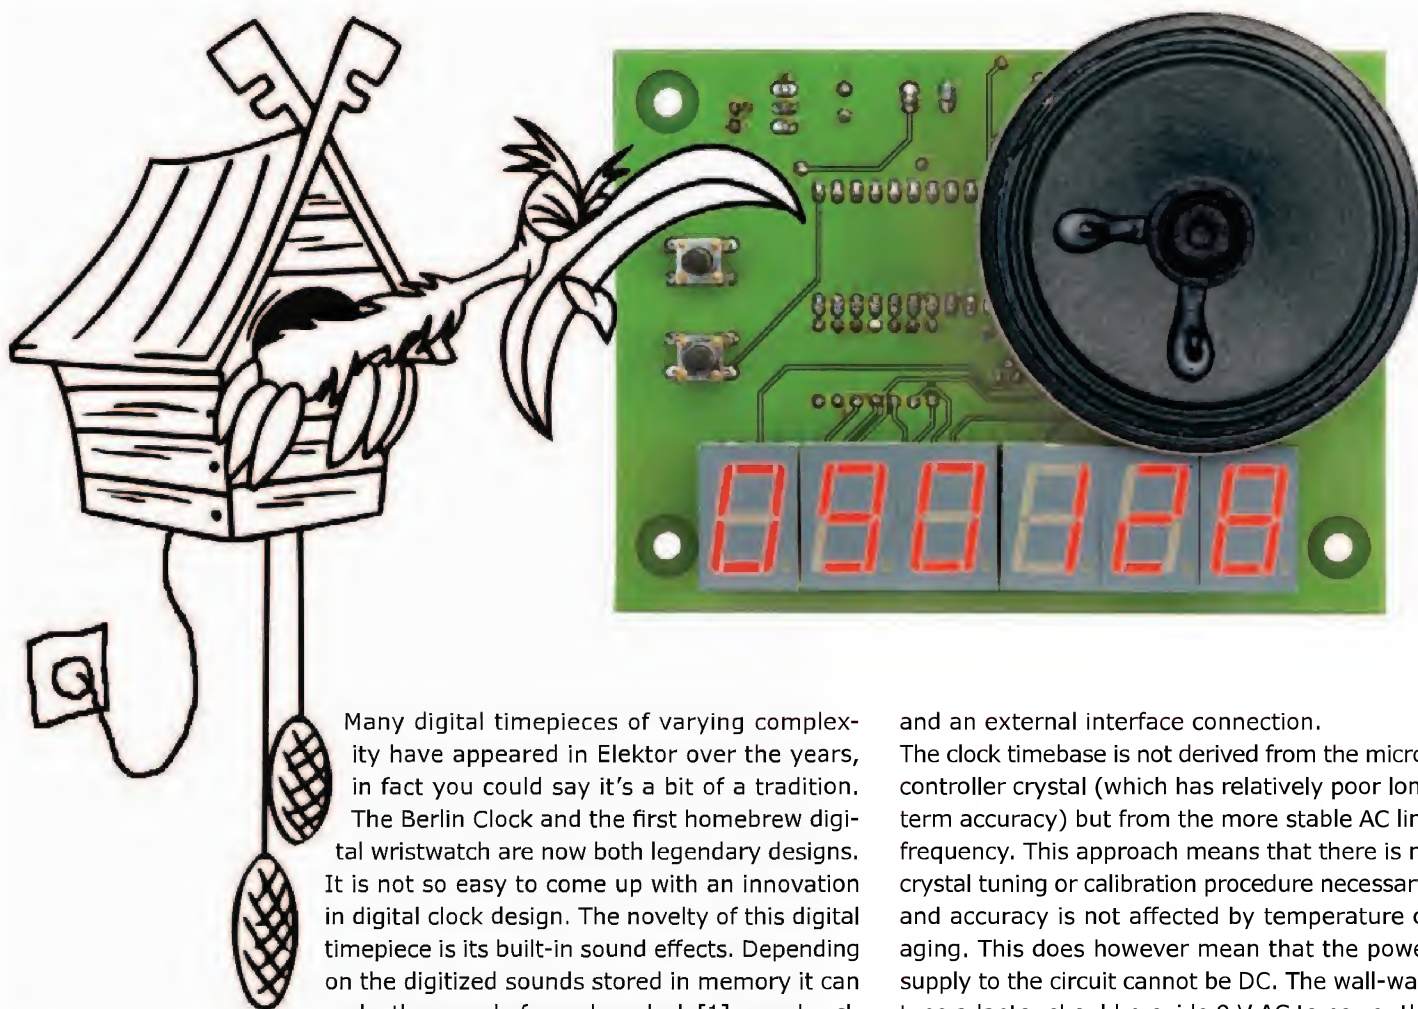 090128
Many digital timepieces of varying complex-
ity have appeared in Elektor over the years,
in fact you could say it's a bit of a tradition.
The Berlin Clock and the first homebrew digi-
tal wristwatch are now both legendary designs.
It is not so easy to come up with an innovation
in digital clock design. The novelty of this digital
timepiece is its built-in sound effects. Depending
on the digitized sounds stored in memory it can
and an external interface connection.
The clock timebase is not derived from the micro
controller crystal (which has relatively poor lon
term accuracy) but from the more stable AC lin
frequency. This approach means that there is n
crystal tuning or calibration procedure necessar
and accuracy is not affected by temperature o
aging. This does however mean that the powe
supply to the circuit cannot be DC. The wall-wa